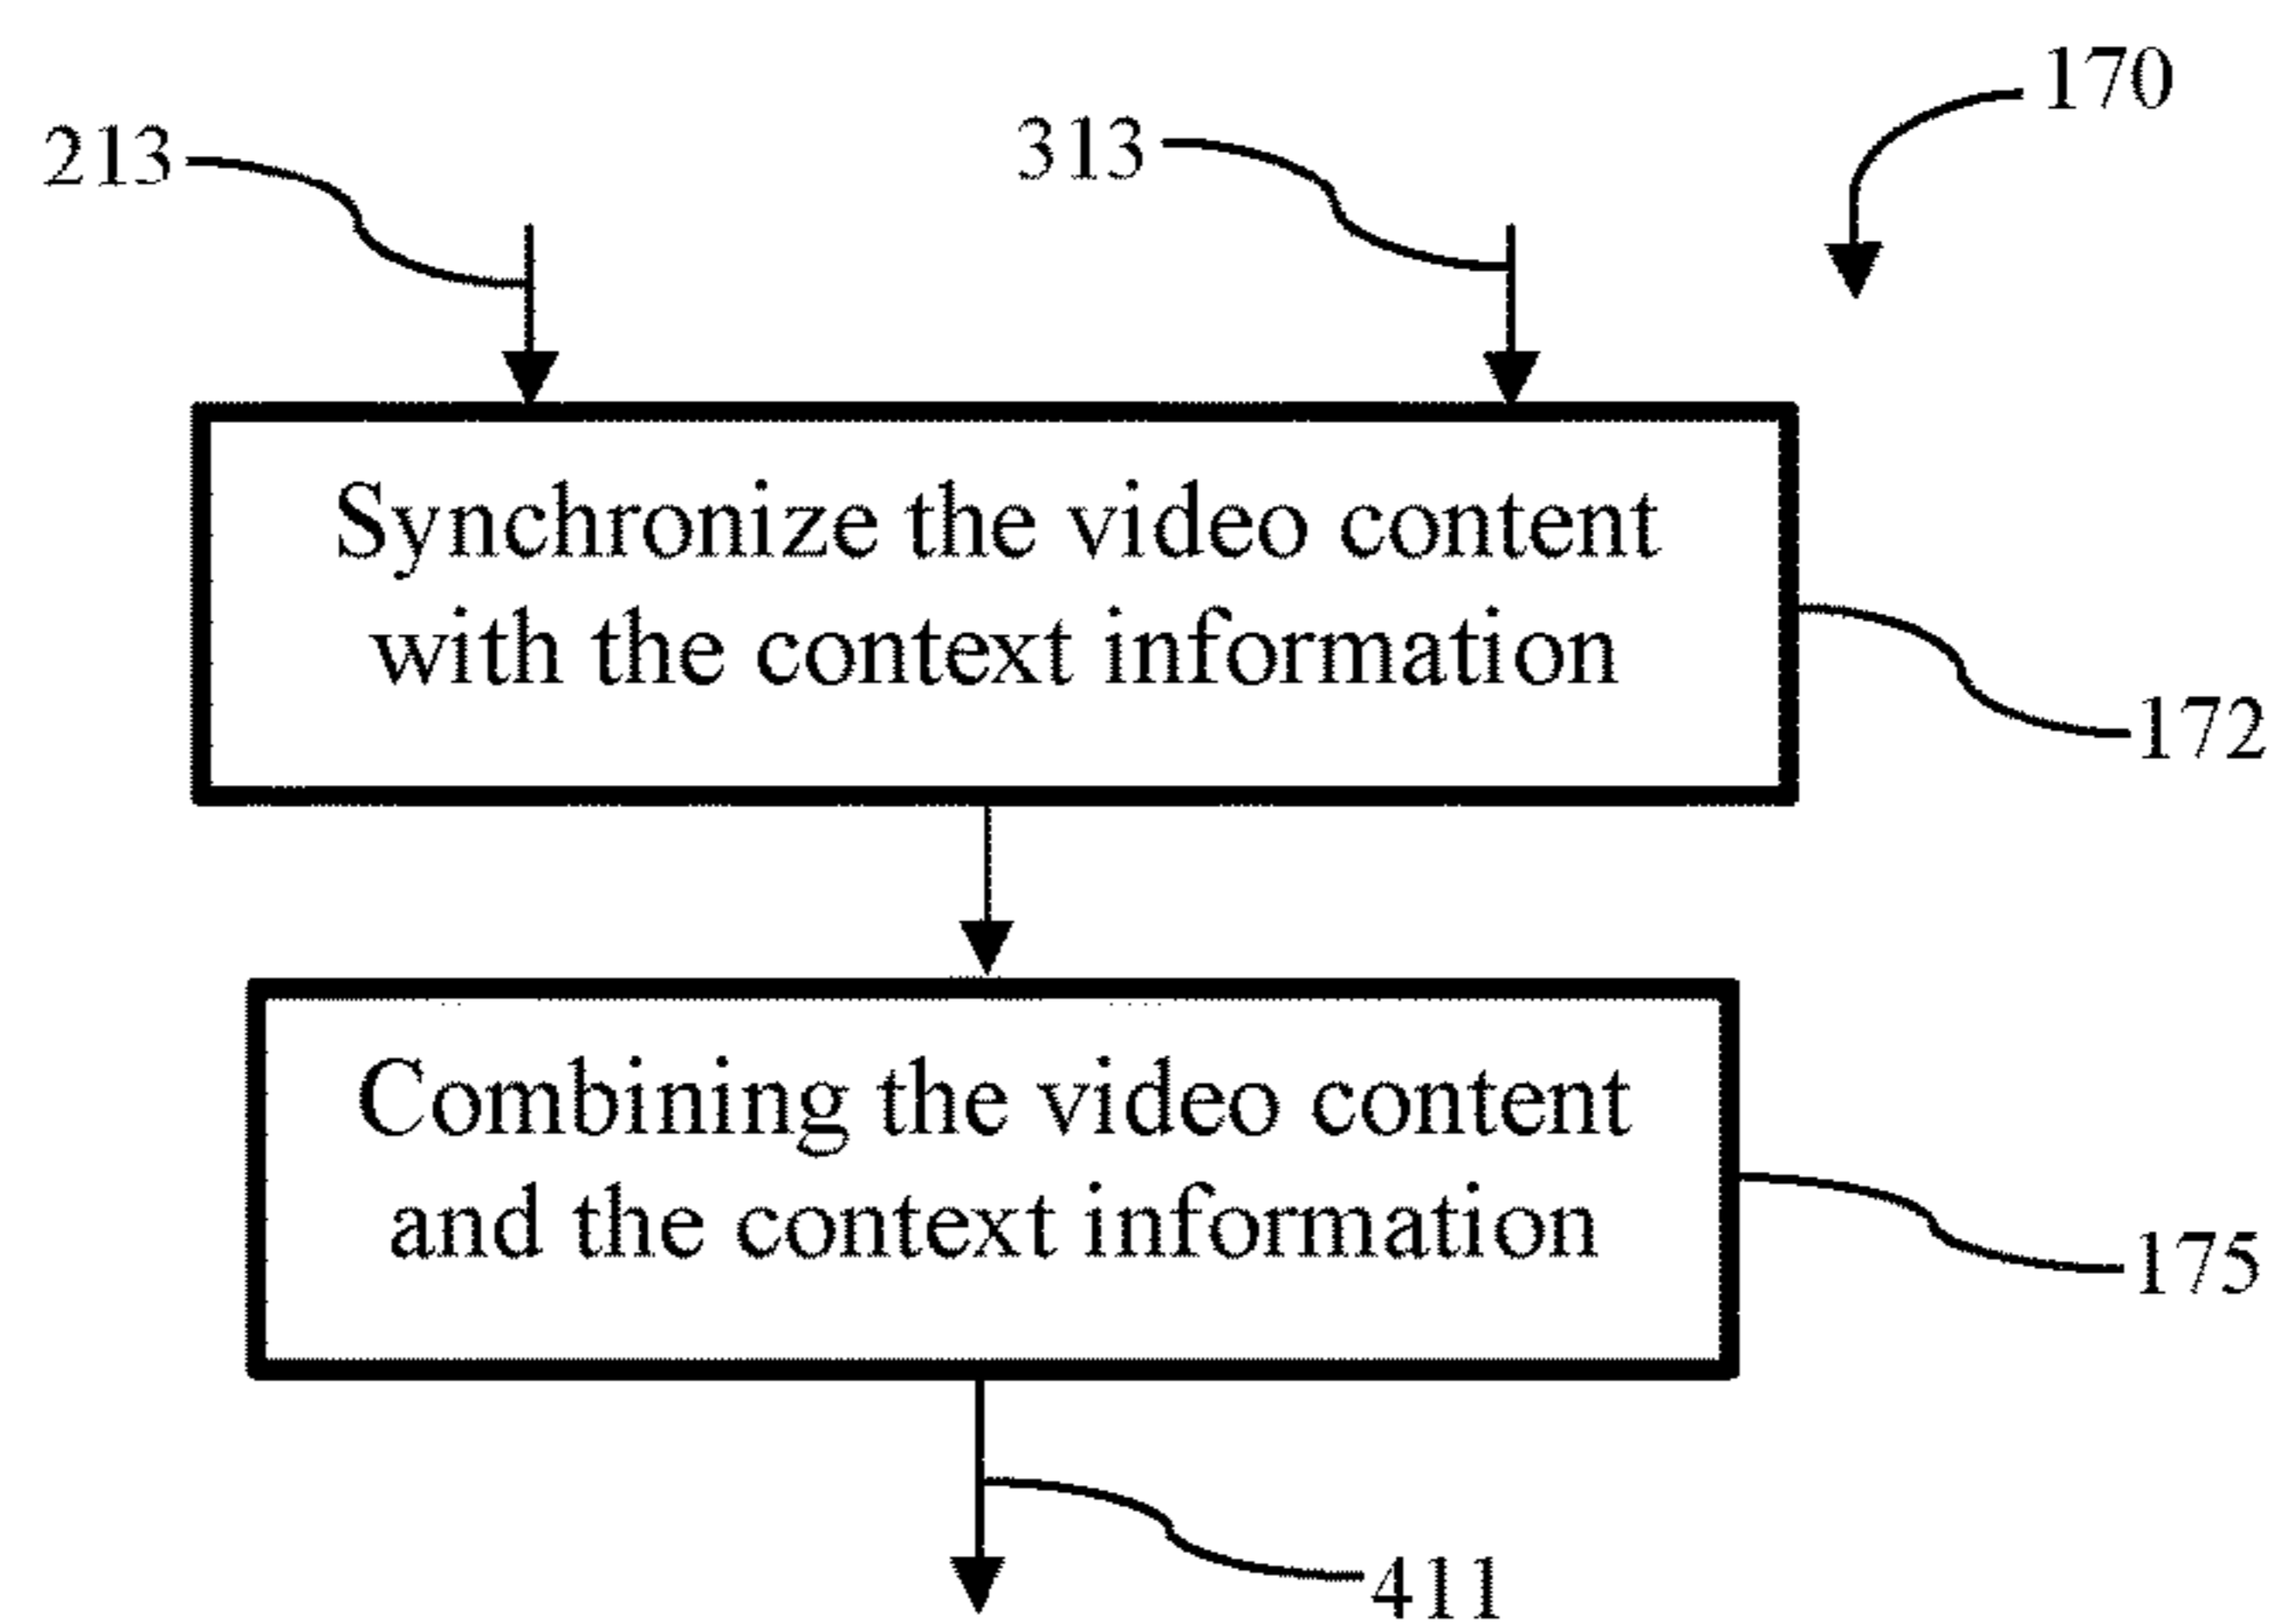 170
213
313
Synchronize the video content
with the context information
172
Combining the video content
and the context information
175
411